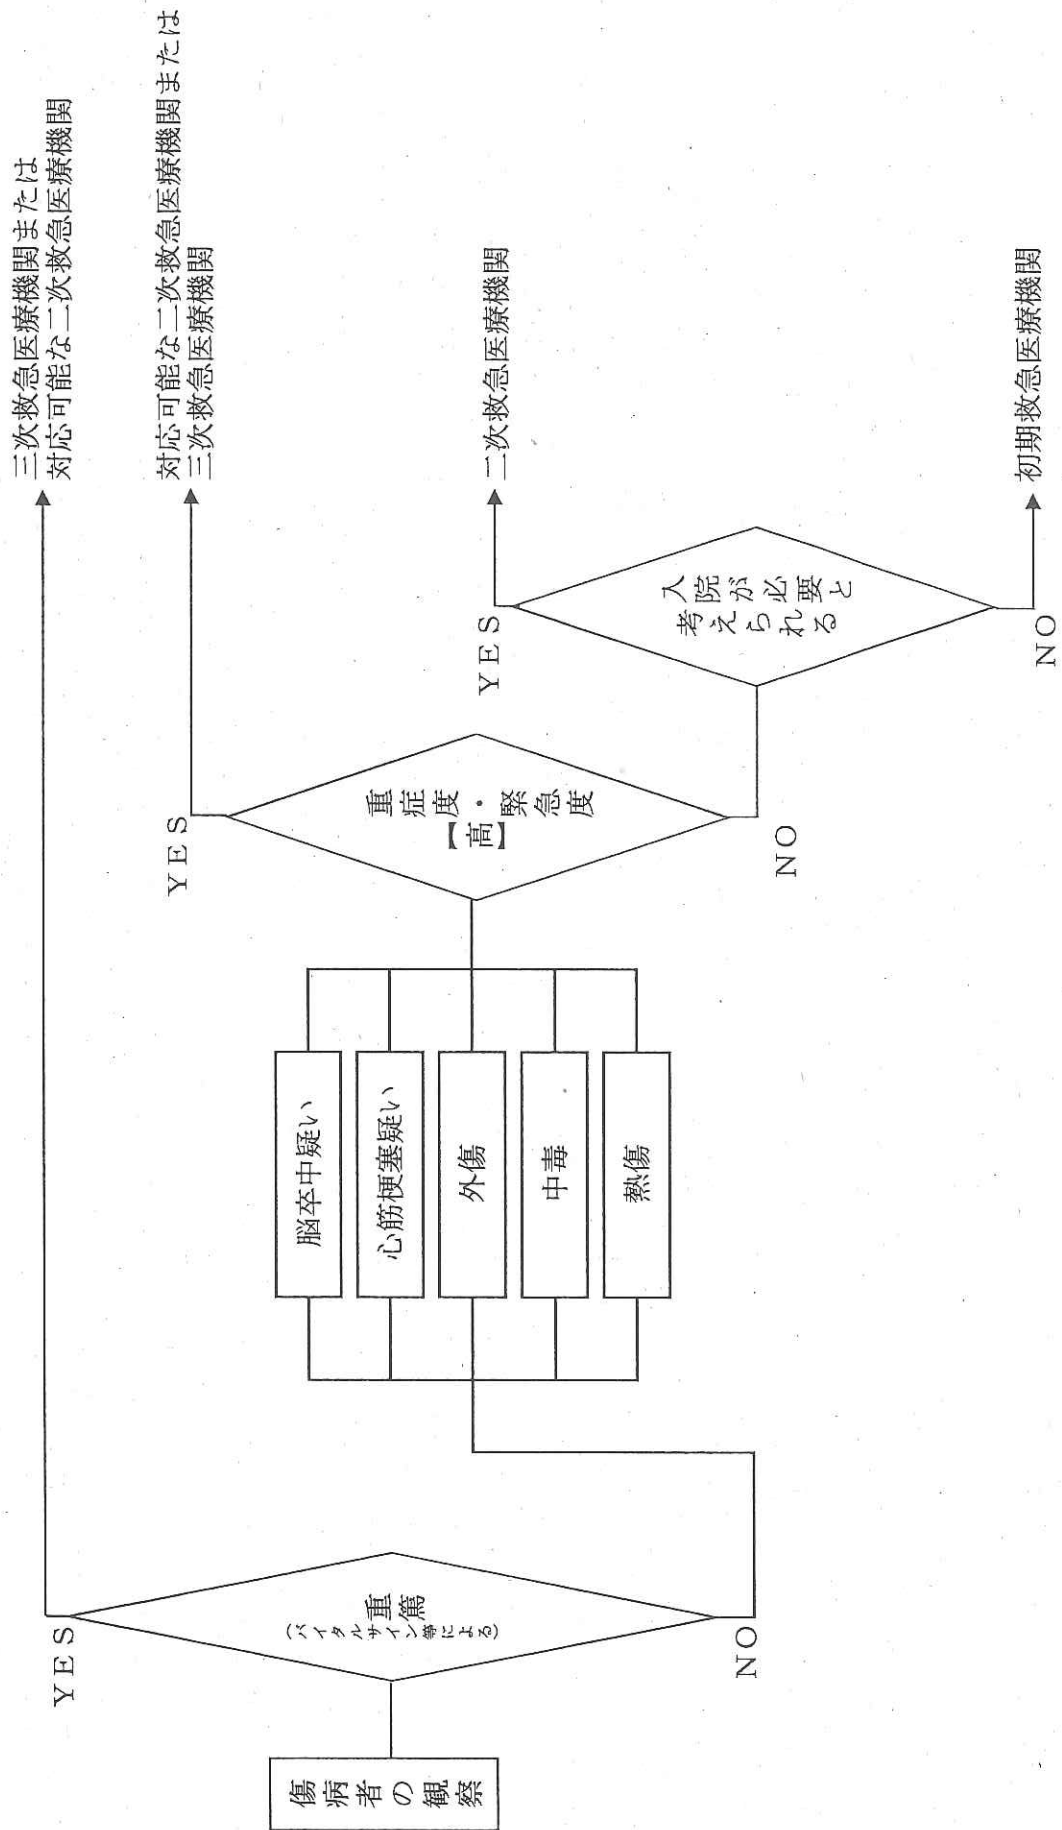 傷病者の観察
YES
重篤
(バイタルサイン等による)
NO
三次救急医療機関または
対応可能な二次救急医療機関
脳卒中疑い
心筋梗塞疑い
外傷
中毒
熱傷
YES
重症度・緊急度
【高】
NO
対応可能な二次救急医療機関または
三次救急医療機関
YES
入院が必要と
考えられる
NO
二次救急医療機関
初期救急医療機関